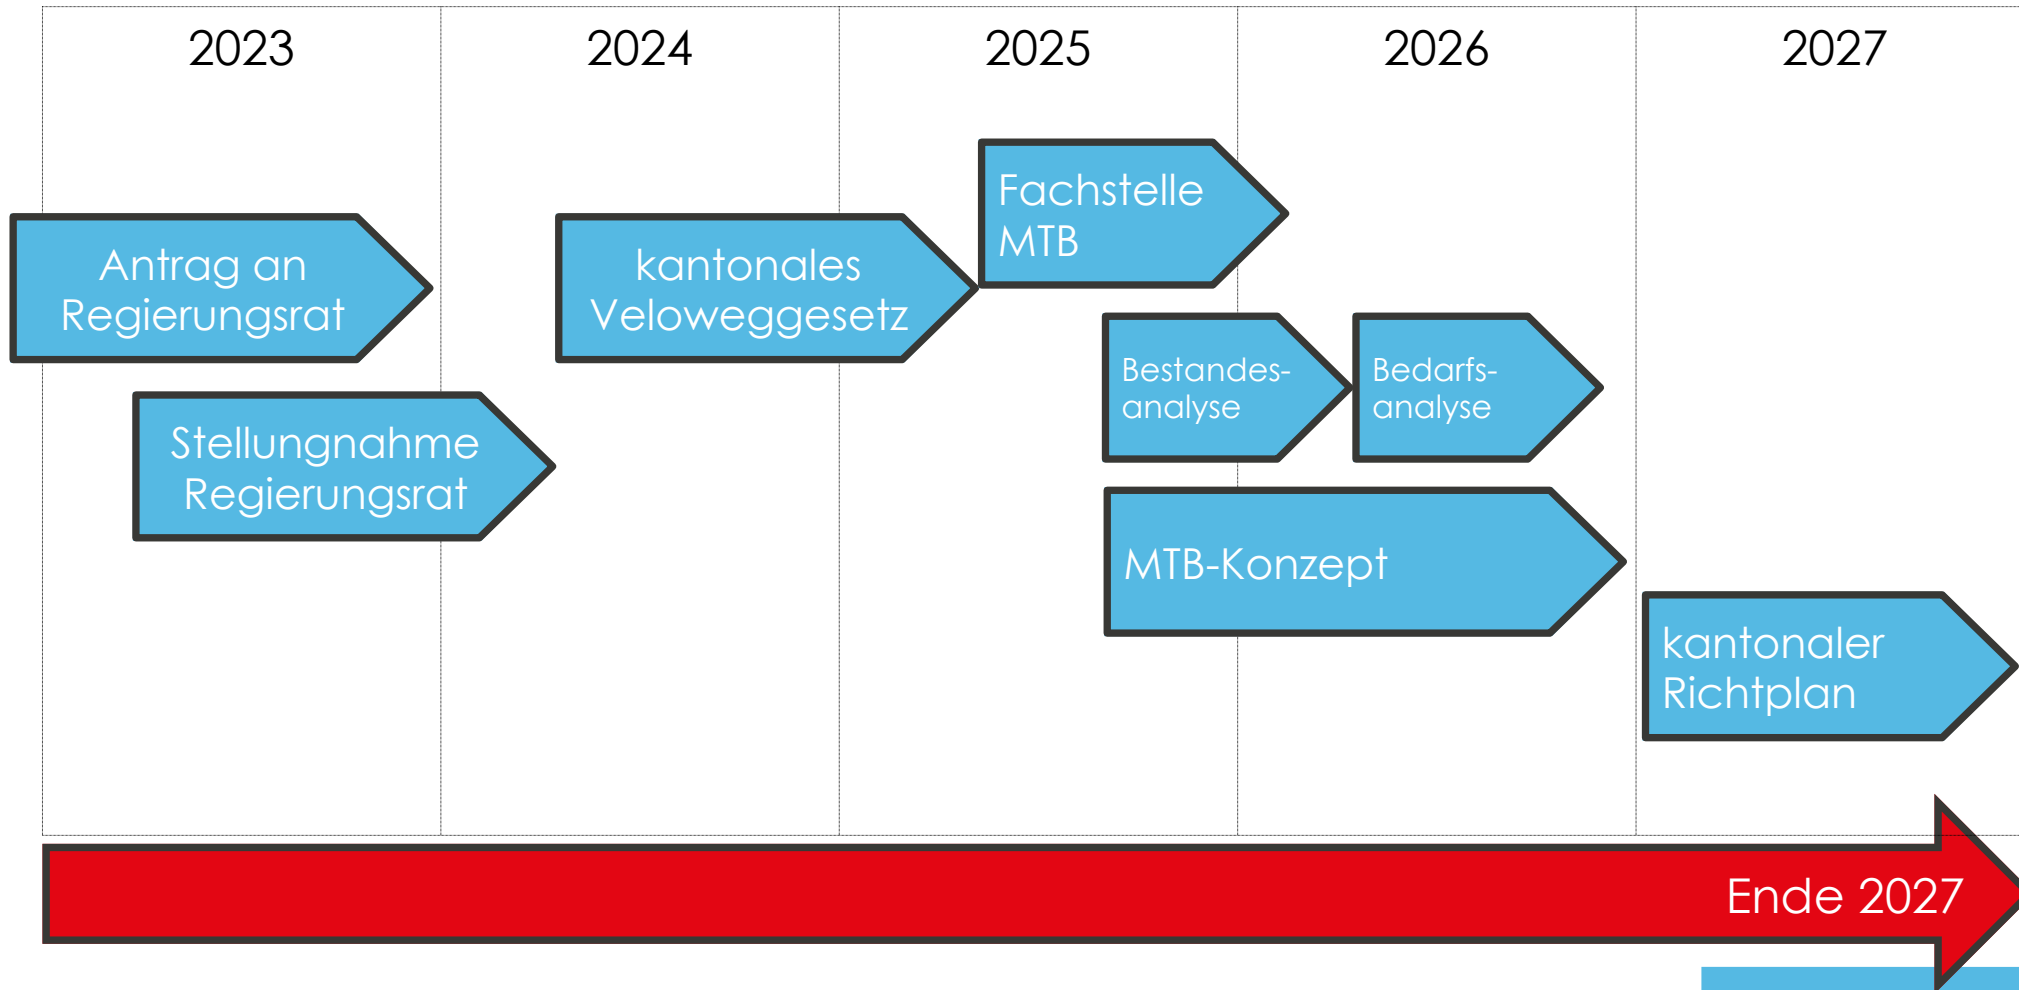 2023
2024
2025
2026
2027
Fachstelle
MTB
Antrag an
Regierungsrat
kantonales
Veloweggesetz
Bestandes-
analyse
Bedarfs-
analyse
Stellungnahme
Regierungsrat
MTB-Konzept
kantonaler
Richtplan
Ende 2027